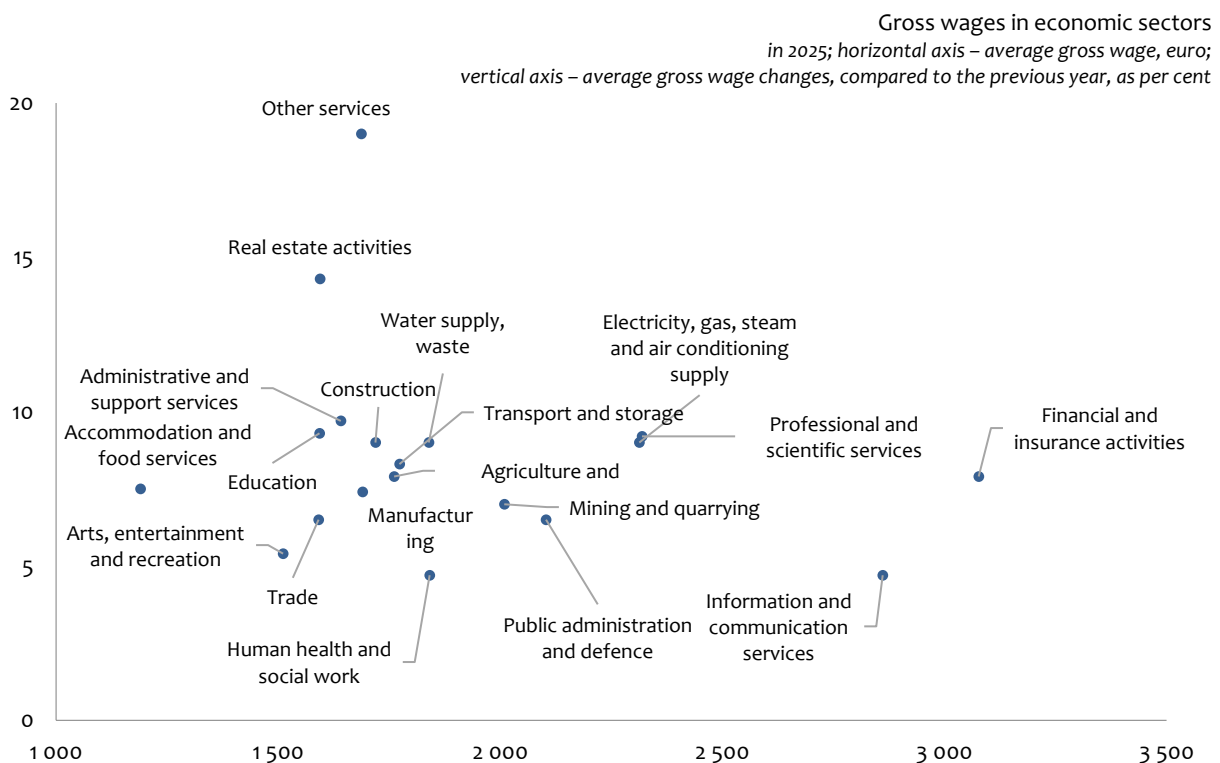 Gross wages in economic sectors
in 2025; horizontal axis – average gross wage, euro;
vertical axis – average gross wage changes, compared to the previous year, as per cent
20
Other services
Real estate activities
15
Water supply,
waste
Electricity, gas, steam
and air conditioning
supply
Administrative and
support services
Construction
10
Transport and storage
Professional and
scientific services
Financial and
insurance activities
Accommodation and
food services
Education
Agriculture and
Mining and quarrying
Manufactur
ing
Arts, entertainment
and recreation
5
Trade
Information and
communication
services
Public administration
and defence
Human health and
social work
0
1 000
1 500
2 000
2 500
3 000
3 500